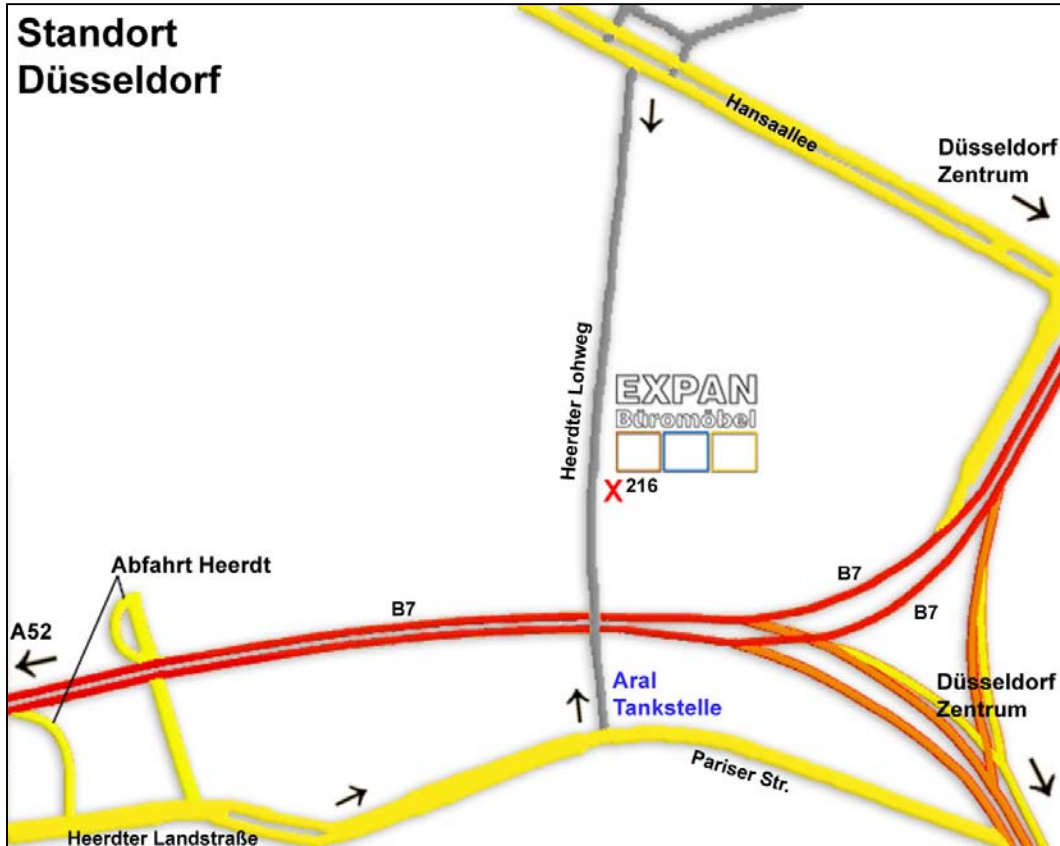 Standort
Düsseldorf
Hansaallee
Düsseldorf
Zentrum
Heerdter Lohweg
EXPAN
Büromöbel
X 216
Abfahrt Heerdt
B7
B7
B7
A52
Aral
Tankstelle
Düsseldorf
Zentrum
Pariser Str.
Heerdter Landstraße